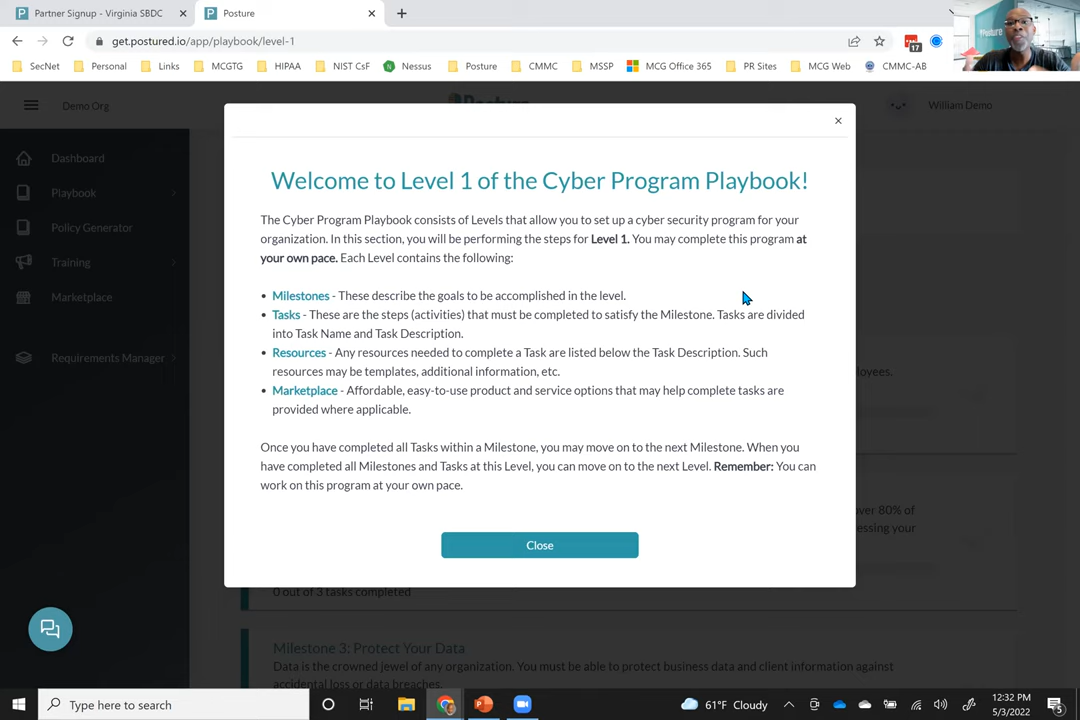 Partner Signup - Virginia SBDC
Posture
get.postured.io/app/playbook/level-1
17
SecNet
Personal
Links
MCGTG
HIPAA
NIST CsF
Nessus
Posture
CMMC
MSSP
MCG Office 365
PR Sites
MCG Web
CMMC-AB
Demo Org
William Demo
Dashboard
Playbook
Policy Generator
Training
Marketplace
Requirements Manager
Welcome to Level 1 of the Cyber Program Playbook!
The Cyber Program Playbook consists of Levels that allow you to set up a cyber security program for your
organization. In this section, you will be performing the steps for Level 1. You may complete this program at
your own pace. Each Level contains the following:
• Milestones - These describe the goals to be accomplished in the level.
• Tasks - These are the steps (activities) that must be completed to satisfy the Milestone. Tasks are divided
into Task Name and Task Description.
• Resources - Any resources needed to complete a Task are listed below the Task Description. Such
resources may be templates, additional information, etc.
• Marketplace - Affordable, easy-to-use product and service options that may help complete tasks are
provided where applicable.
Once you have completed all Tasks within a Milestone, you may move on to the next Milestone. When you
have completed all Milestones and Tasks at this Level, you can move on to the next Level. Remember: You can
work on this program at your own pace.
Close
over 80% of
0 out of 3 tasks completed
Milestone 3: Protect Your Data
Data is the crowned jewel of any organization. You must be able to protect business data and client information against
accidental loss or data breaches.
Type here to search
61°F Cloudy
12:32 PM
5/3/2022
5